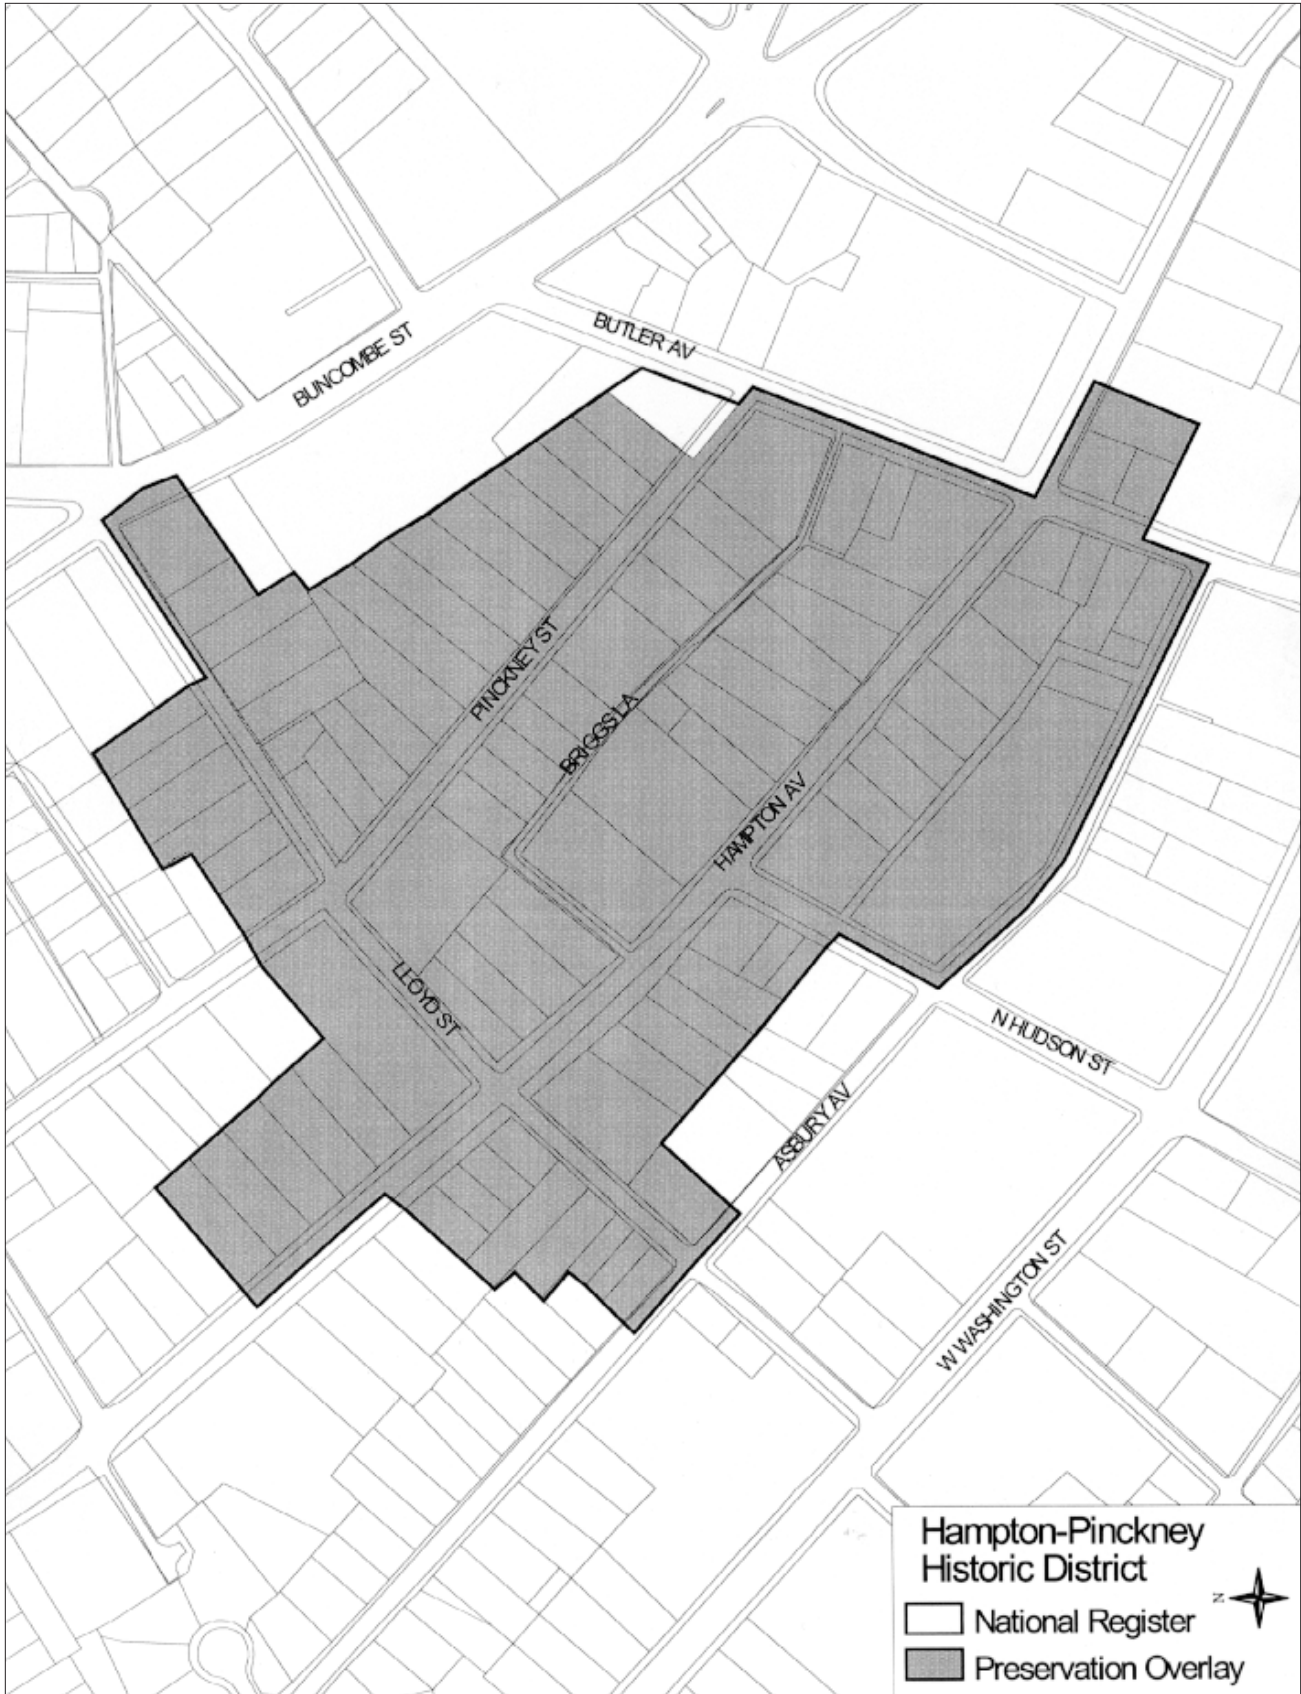 BUTLER AV
BUNCOMBE ST
PINCKNEY ST
BRIGGS LA
HAMPTON AV
LLOYD ST
N HUDSON ST
ASBURY AV
W WASHINGTON ST
Hampton-Pinckney
Historic District
N
National Register
Preservation Overlay